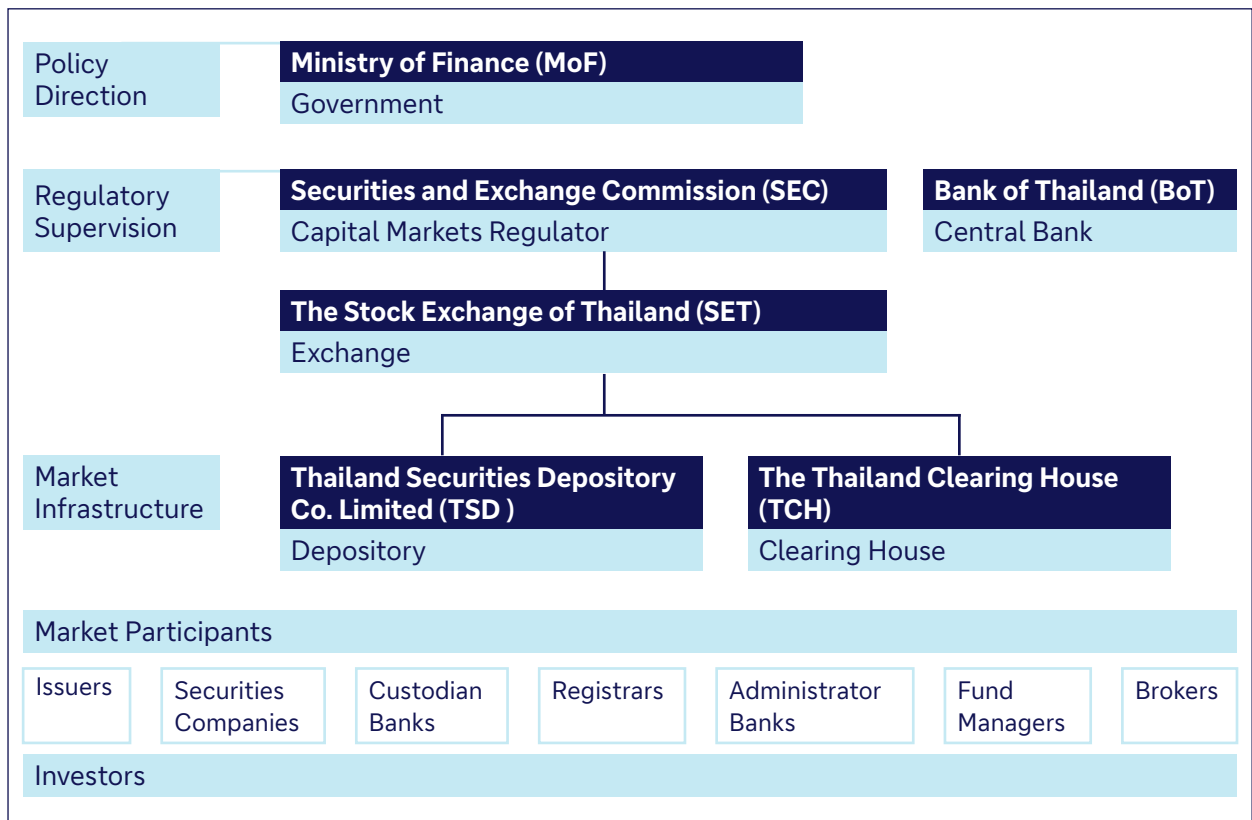 Policy
Direction
Ministry of Finance (MoF)
Government
Regulatory
Supervision
Securities and Exchange Commission (SEC)
Capital Markets Regulator
Bank of Thailand (BoT)
Central Bank
The Stock Exchange of Thailand (SET)
Exchange
Market
Infrastructure
Thailand Securities Depository
Co. Limited (TSD )
Depository
The Thailand Clearing House
(TCH)
Clearing House
Market Participants
Issuers
Securities
Companies
Custodian
Banks
Registrars
Administrator
Banks
Fund
Managers
Brokers
Investors